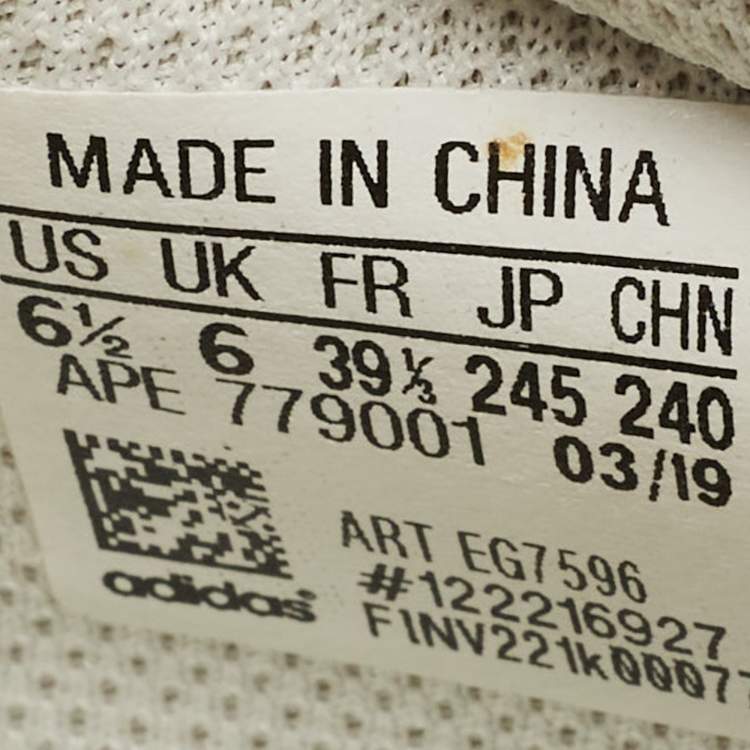 MADE IN CHINA
US UK FR JP CHN
6½ 6 39⅓ 245 240
APE 779001 03/19
ART EG7596
#122216927
adidas